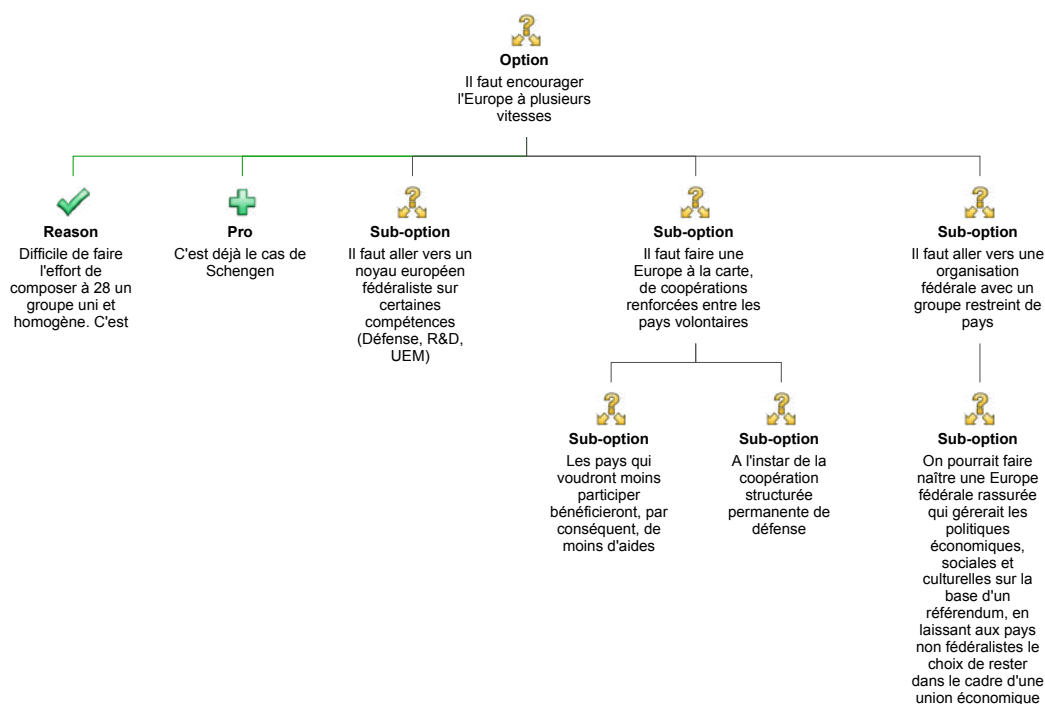 Option
Il faut encourager
l'Europe à plusieurs
vitesses
Reason
Difficile de faire
l'effort de
composer à 28 un
groupe uni et
homogène. C'est
Pro
C'est déjà le cas de
Schengen
Sub-option
Il faut aller vers un
noyau européen
fédéraliste sur
certaines
compétences
(Défense, R&D,
UEM)
Sub-option
Il faut faire une
Europe à la carte,
de coopérations
renforcées entre les
pays volontaires
Sub-option
Il faut aller vers une
organisation
fédérale avec un
groupe restreint de
pays
Sub-option
Les pays qui
voudront moins
participer
bénéficieront, par
conséquent, de
moins d'aides
Sub-option
A l'instar de la
coopération
structurée
permanente de
défense
Sub-option
On pourrait faire
naître une Europe
fédérale rassurée
qui gérerait les
politiques
économiques,
sociales et
culturelles sur la
base d'un
référendum, en
laissant aux pays
non fédéralistes le
choix de rester
dans le cadre d'une
union économique